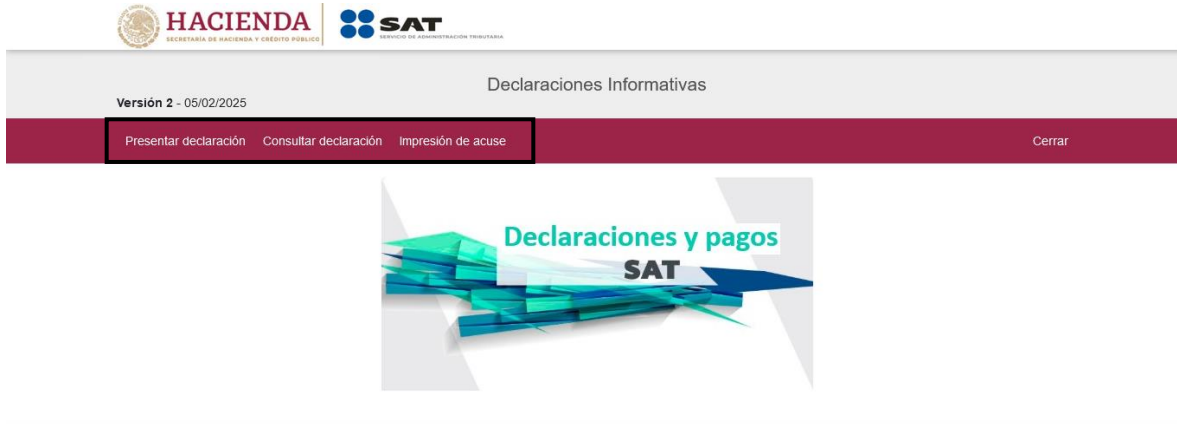 HACIENDA
SECRETARÍA DE HACIENDA Y CRÉDITO PÚBLICO
SAT
SERVICIO DE ADMINISTRACIÓN TRIBUTARIA
Declaraciones Informativas
Versión 2 - 05/02/2025
Presentar declaración Consultar declaración Impresión de acuse Cerrar
Declaraciones y pagos
SAT